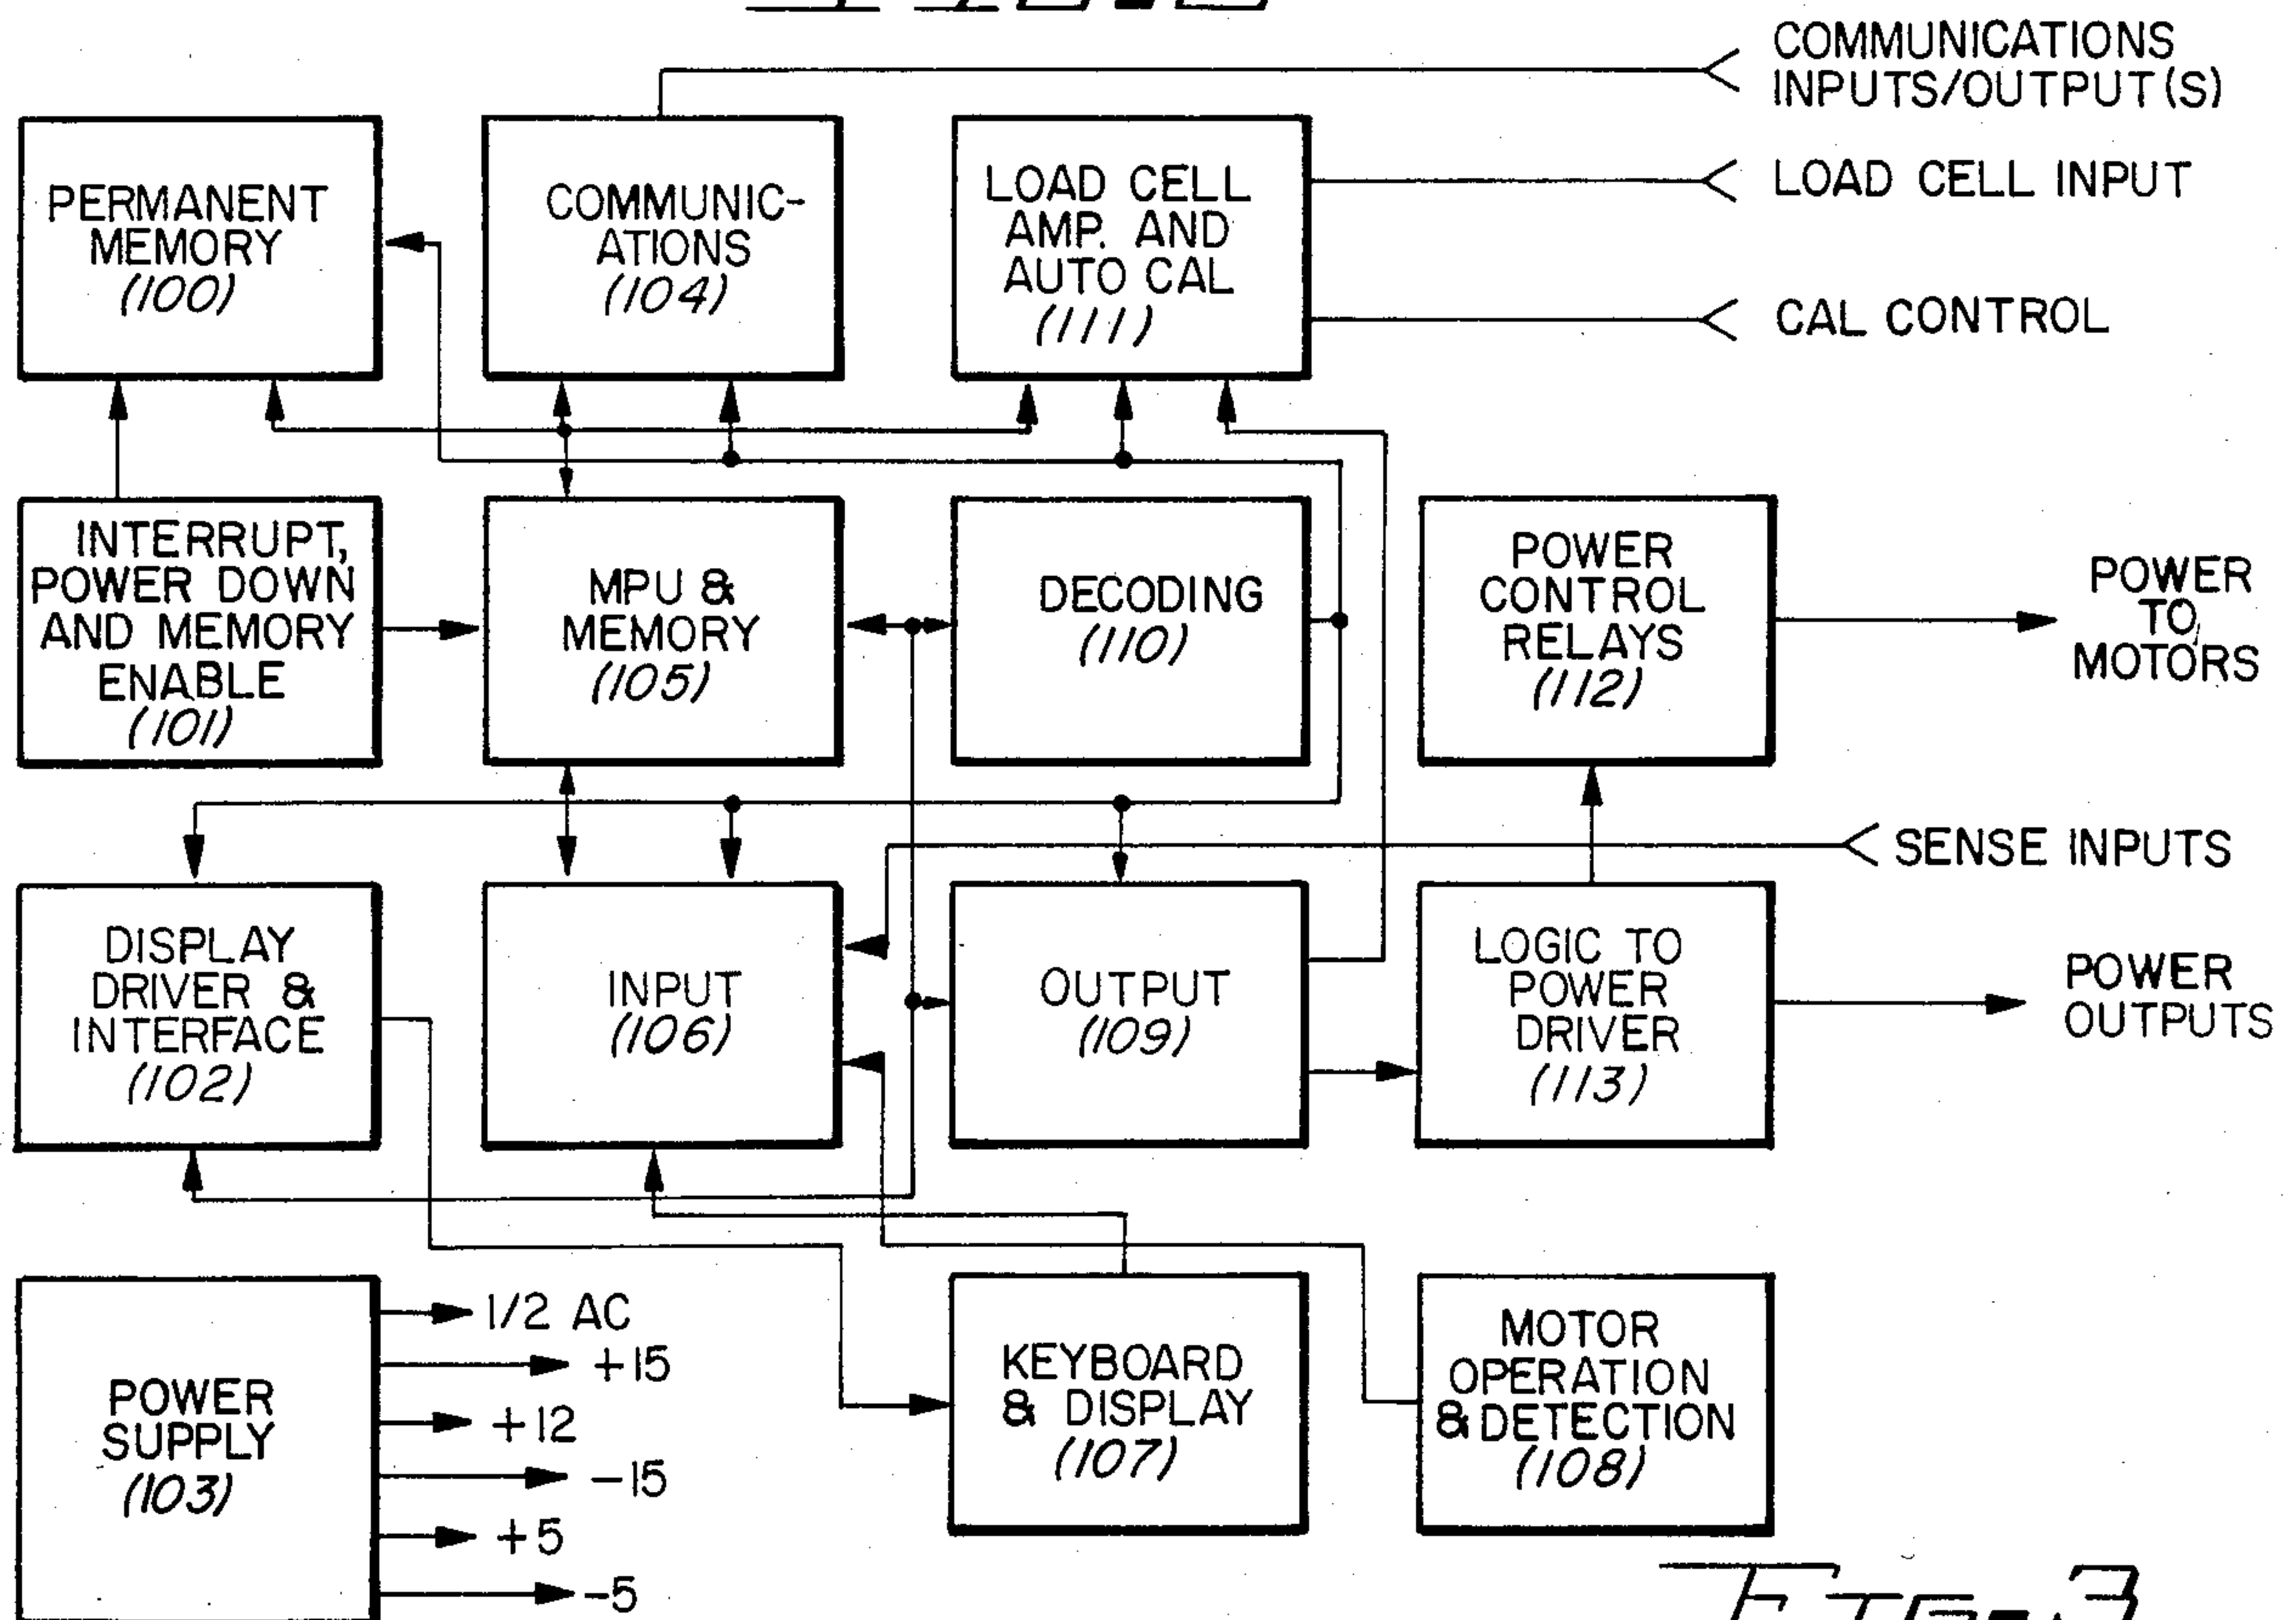 COMMUNICATIONS
INPUTS/OUTPUT(S)
PERMANENT
MEMORY
(100)
COMMUNIC-
ATIONS
(104)
LOAD CELL
AMP. AND
AUTO CAL
(111)
LOAD CELL INPUT
CAL CONTROL
INTERRUPT,
POWER DOWN
AND MEMORY
ENABLE
(101)
MPU &
MEMORY
(105)
DECODING
(110)
POWER
CONTROL
RELAYS
(112)
POWER
TO
MOTORS
SENSE INPUTS
DISPLAY
DRIVER &
INTERFACE
(102)
INPUT
(106)
OUTPUT
(109)
LOGIC TO
POWER
DRIVER
(113)
POWER
OUTPUTS
POWER
SUPPLY
(103)
1/2 AC
+15
+12
-15
+5
-5
KEYBOARD
& DISPLAY
(107)
MOTOR
OPERATION
& DETECTION
(108)